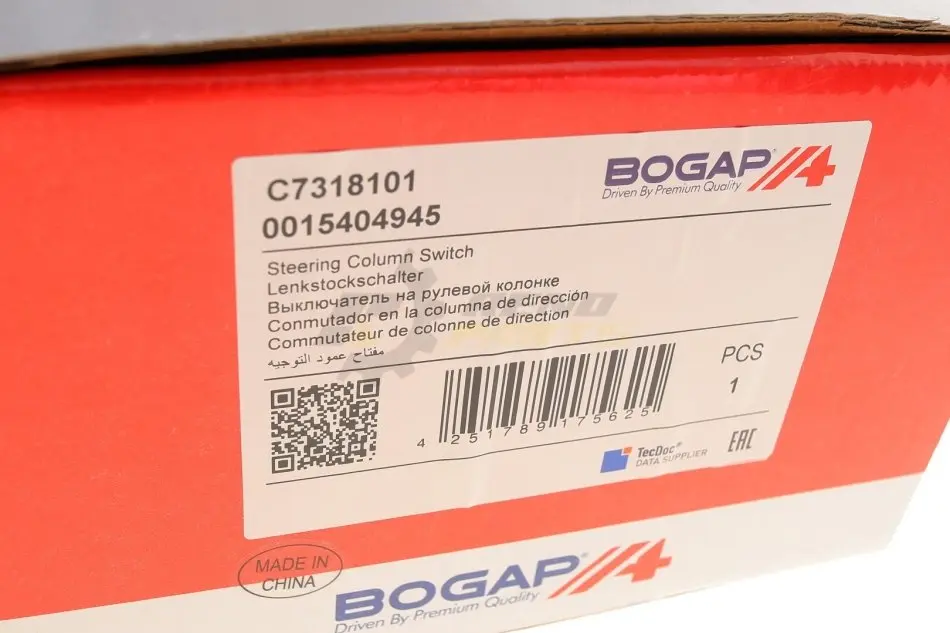 C7318101
0015404945
BOGAP®
Driven By Premium Quality
Steering Column Switch
Lenkstockschalter
Выключатель на рулевой колонке
Conmutador en la columna de dirección
Commutateur de colonne de direction
مفتاح عمود التوجيه
PCS
1
4 251789 175625
TecDoc®
DATA SUPPLIER
EAC
MADE IN
CHINA
BOGAP®
Driven By Premium Quality